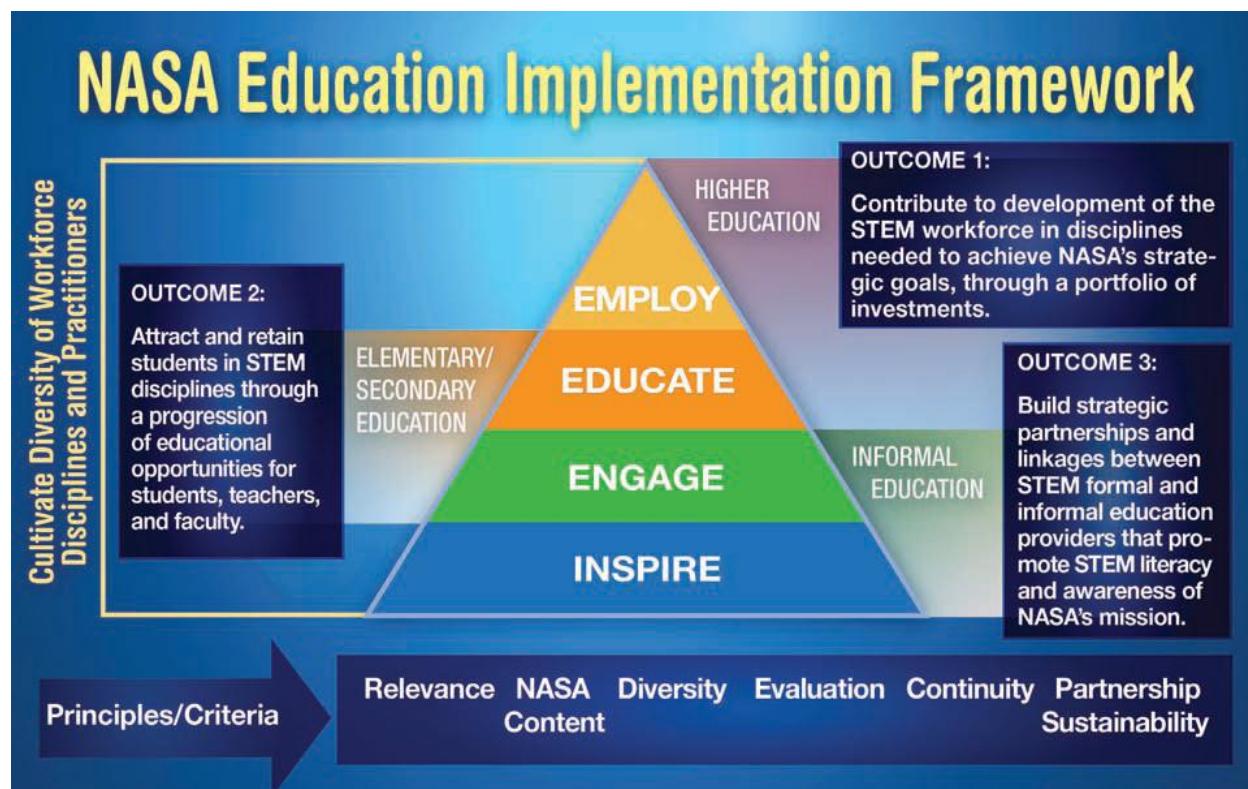 NASA Education Implementation Framework
Cultivate Diversity of Workforce
Disciplines and Practitioners
OUTCOME 2:
Attract and retain
students in STEM
disciplines through
a progression
of educational
opportunities for
students, teachers,
and faculty.
ELEMENTARY/
SECONDARY
EDUCATION
EMPLOY
EDUCATE
ENGAGE
INSPIRE
HIGHER
EDUCATION
OUTCOME 1:
Contribute to development of the
STEM workforce in disciplines
needed to achieve NASA's strate-
gic goals, through a portfolio of
investments.
INFORMAL
EDUCATION
OUTCOME 3:
Build strategic
partnerships and
linkages between
STEM formal and
informal education
providers that pro-
mote STEM literacy
and awareness of
NASA's mission.
Principles/Criteria
Relevance
NASA
Content
Diversity
Evaluation
Continuity
Partnership
Sustainability